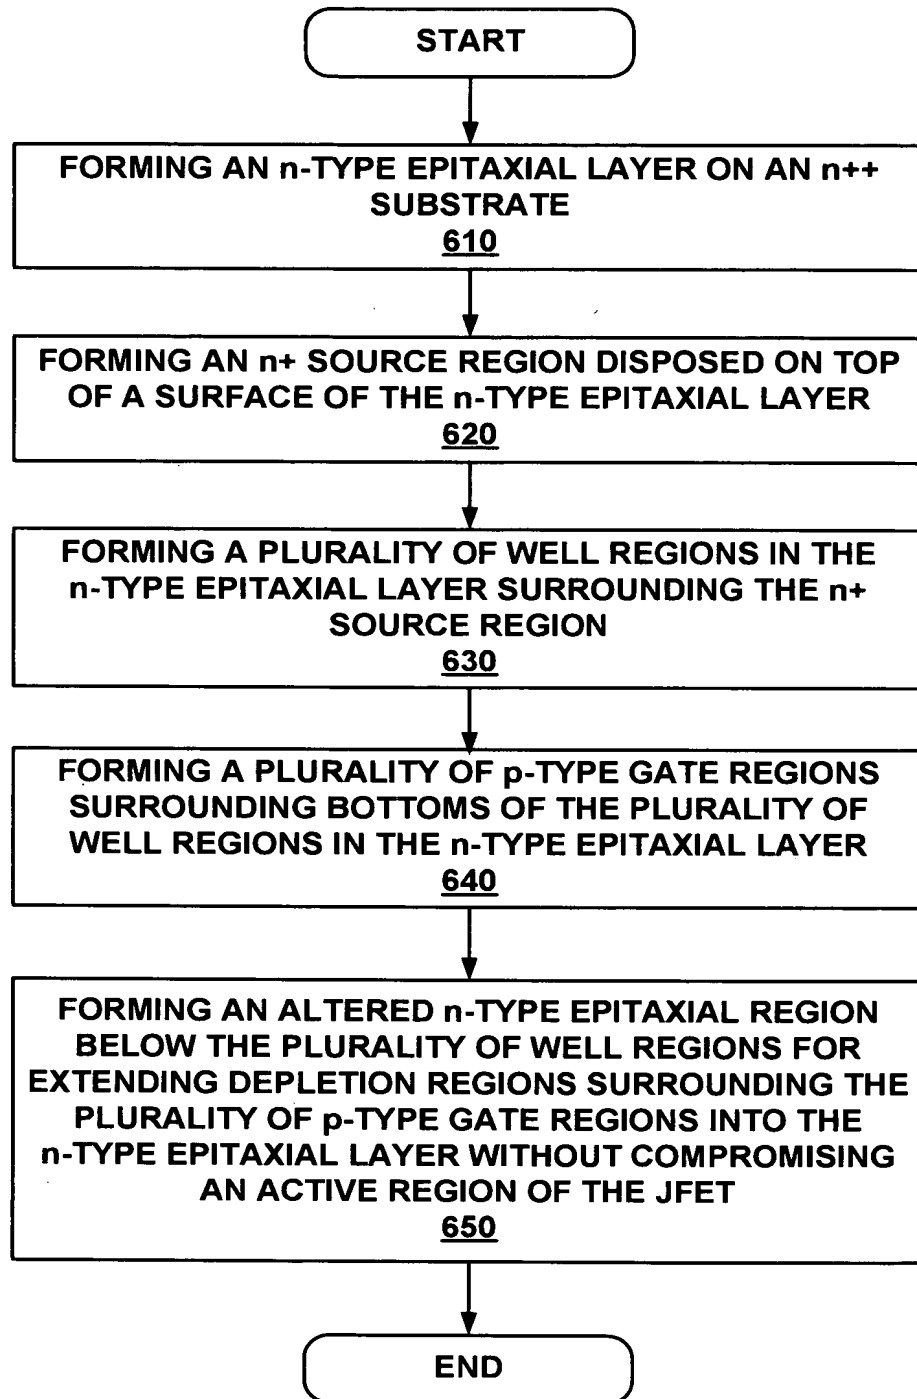 START
FORMING AN n-TYPE EPITAXIAL LAYER ON AN n++
SUBSTRATE
610
FORMING AN n+ SOURCE REGION DISPOSED ON TOP
OF A SURFACE OF THE n-TYPE EPITAXIAL LAYER
620
FORMING A PLURALITY OF WELL REGIONS IN THE
n-TYPE EPITAXIAL LAYER SURROUNDING THE n+
SOURCE REGION
630
FORMING A PLURALITY OF p-TYPE GATE REGIONS
SURROUNDING BOTTOMS OF THE PLURALITY OF
WELL REGIONS IN THE n-TYPE EPITAXIAL LAYER
640
FORMING AN ALTERED n-TYPE EPITAXIAL REGION
BELOW THE PLURALITY OF WELL REGIONS FOR
EXTENDING DEPLETION REGIONS SURROUNDING THE
PLURALITY OF p-TYPE GATE REGIONS INTO THE
n-TYPE EPITAXIAL LAYER WITHOUT COMPROMISING
AN ACTIVE REGION OF THE JFET
650
END